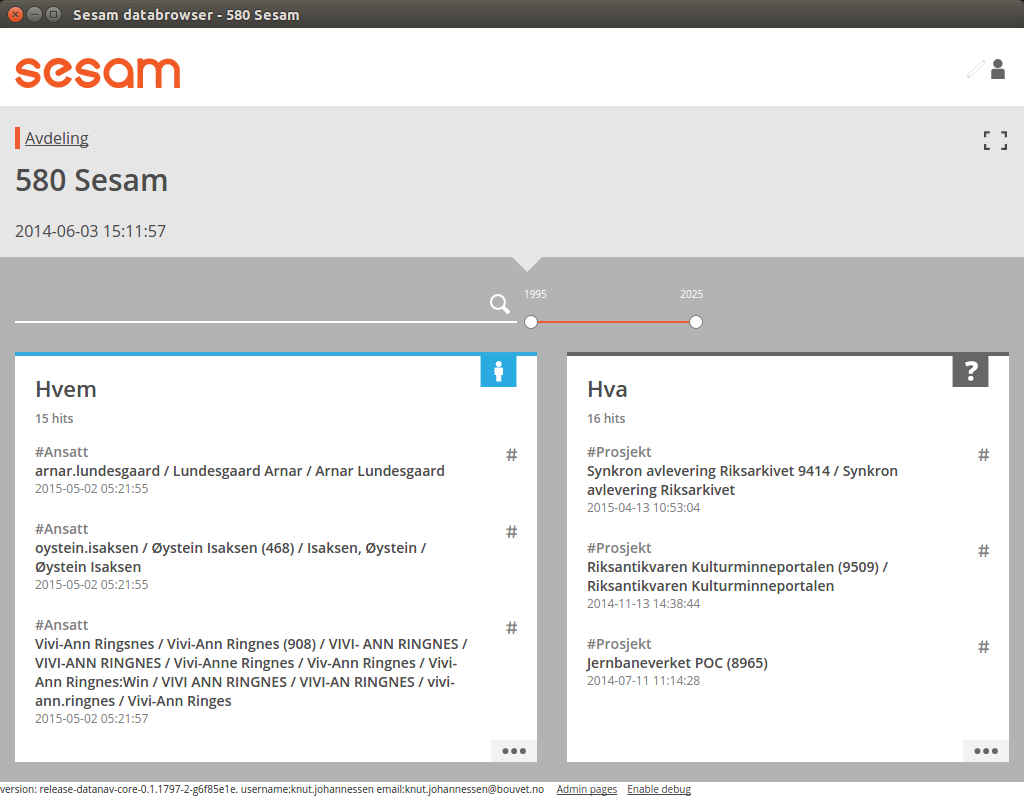 Sesam databrowser - 580 Sesam
sesam
Avdeling
580 Sesam
2014-06-03 15:11:57
1995
2025
Hvem
15 hits
#Ansatt
#
arnar.lundesgaard / Lundesgaard Arnar / Arnar Lundesgaard
2015-05-02 05:21:55
#Ansatt
#
oystein.isaksen / Øystein Isaksen (468) / Isaksen, Øystein /
Øystein Isaksen
2015-05-02 05:21:55
#Ansatt
#
Vivi-Ann Ringsnes / Vivi-Ann Ringnes (908) / VIVI- ANN RINGNES /
VIVI-ANN RINGNES / Vivi-Anne Ringnes / Viv-Ann Ringnes / Vivi-
Ann Ringnes:Win / VIVI ANN RINGNES / VIVI-AN RINGNES / vivi-
ann.ringnes / Vivi-Ann Ringes
2015-05-02 05:21:57
?
Hva
16 hits
#Prosjekt
#
Synkron avlevering Riksarkivet 9414 / Synkron
avlevering Riksarkivet
2015-04-13 10:53:04
#Prosjekt
#
Riksantikvaren Kulturminneportalen (9509) /
Riksantikvaren Kulturminneportalen
2014-11-13 14:38:44
#Prosjekt
#
Jernbaneverket POC (8965)
2014-07-11 11:14:28
version: release-datanav-core-0.1.1797-2-g6f85e1e. username:knut.johannessen email:knut.johannessen@bouvet.no Admin pages Enable debug